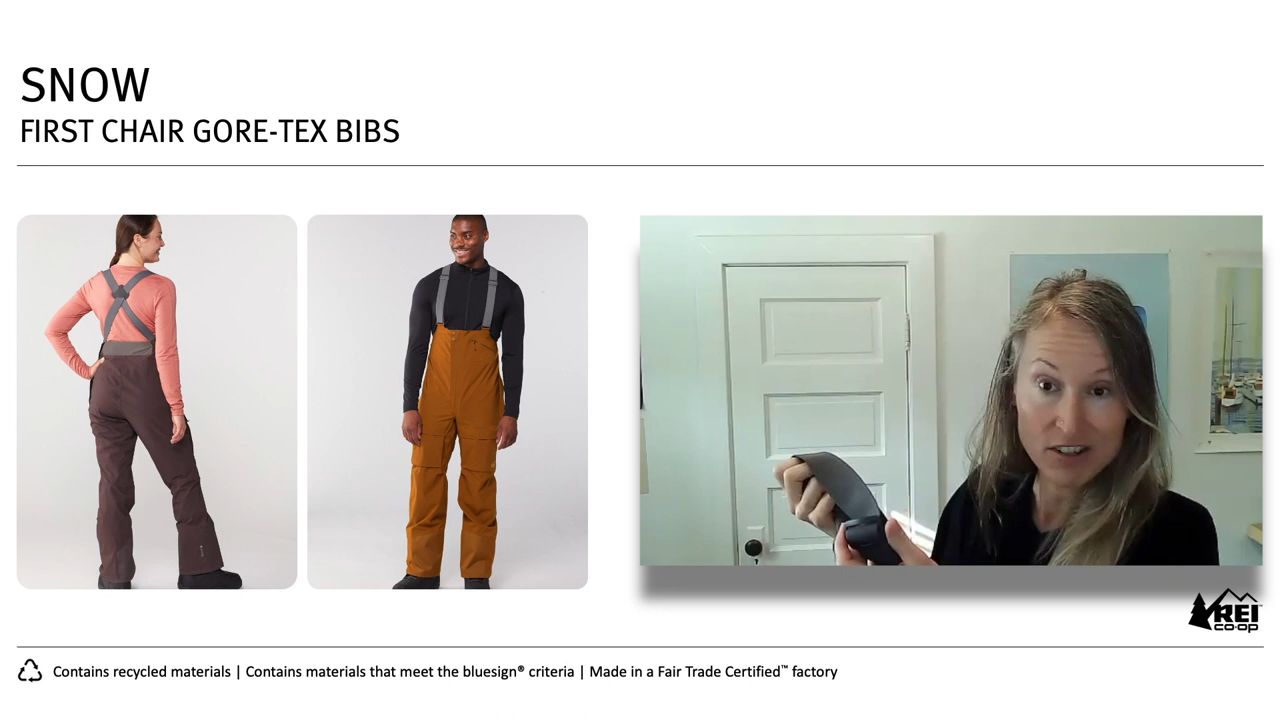 SNOW
FIRST CHAIR GORE-TEX BIBS
REI
co·op
Contains recycled materials | Contains materials that meet the bluesign® criteria | Made in a Fair Trade Certified™ factory